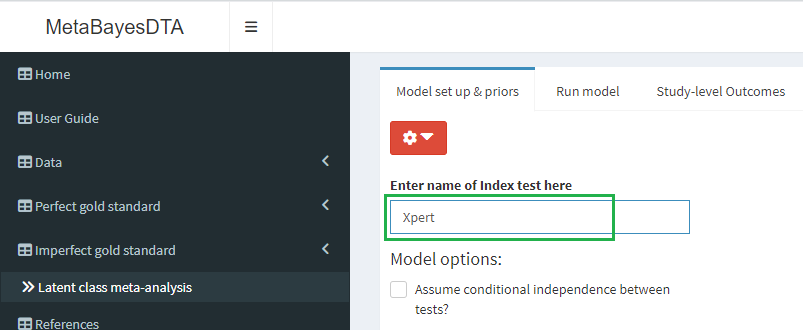 MetaBayesDTA
Home
User Guide
Data
Perfect gold standard
Imperfect gold standard
Latent class meta-analysis
References
Model set up & priors
Run model
Study-level Outcomes
Enter name of Index test here
Xpert
Model options:
Assume conditional independence between
tests?